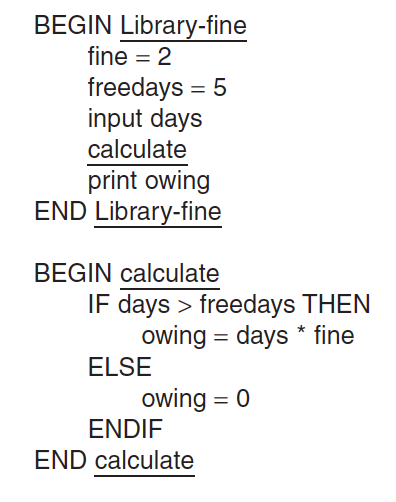 BEGIN Library-fine
fine = 2
freedays = 5
input days
calculate
print owing
END Library-fine
BEGIN calculate
IF days > freedays THEN
owing = days * fine
ELSE
owing = 0
ENDIF
END calculate